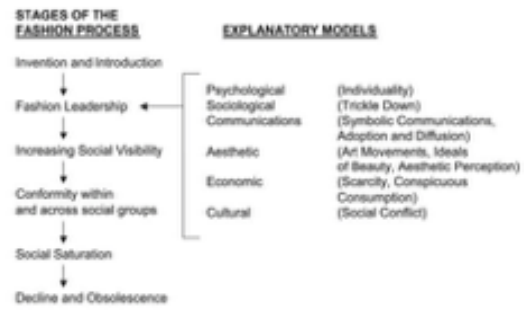 STAGES OF THE
FASHION PROCESS
EXPLANATORY MODELS
Invention and Introduction
Fashion Leadership
Increasing Social Visibility
Conformity within
and across social groups
Social Saturation
Decline and Obsolescence
Psychological (Individuality)
Sociological (Trickle Down)
Communications (Symbolic Communications,
Adoption and Diffusion)
Aesthetic (Art Movements, Ideals
of Beauty, Aesthetic Perception)
Economic (Scarcity, Conspicuous
Consumption)
Cultural (Social Conflict)